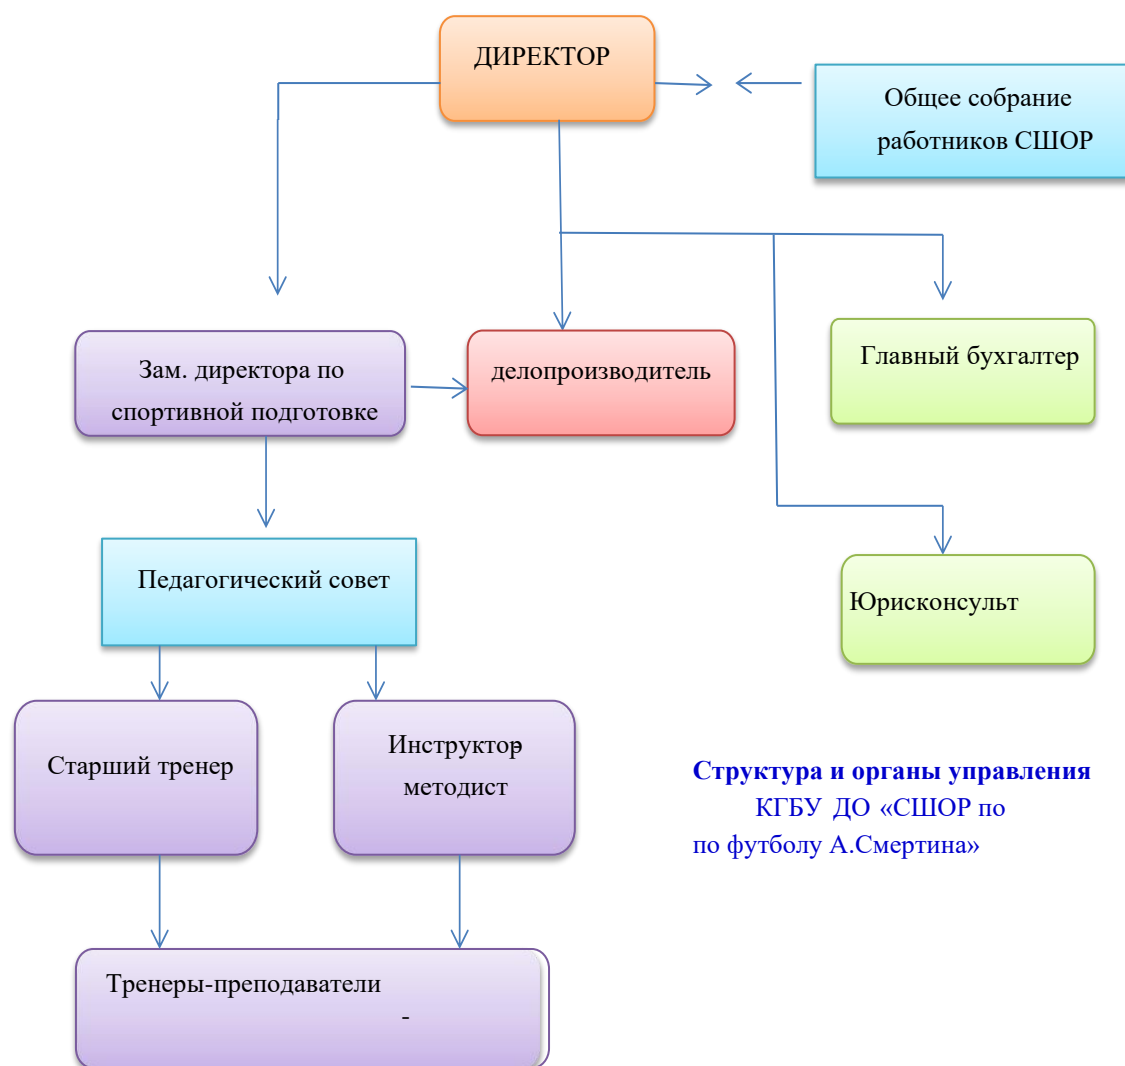 ДИРЕКТОР
Общее собрание
работников СШОР
Зам. директора по
спортивной подготовке
делопроизводитель
Главный бухгалтер
Педагогический совет
Юрисконсульт
Старший тренер
Инструктор-
методист
Структура и органы управления
КГБУ ДО «СШОР по
по футболу А.Смертина»
Тренеры-преподаватели
-